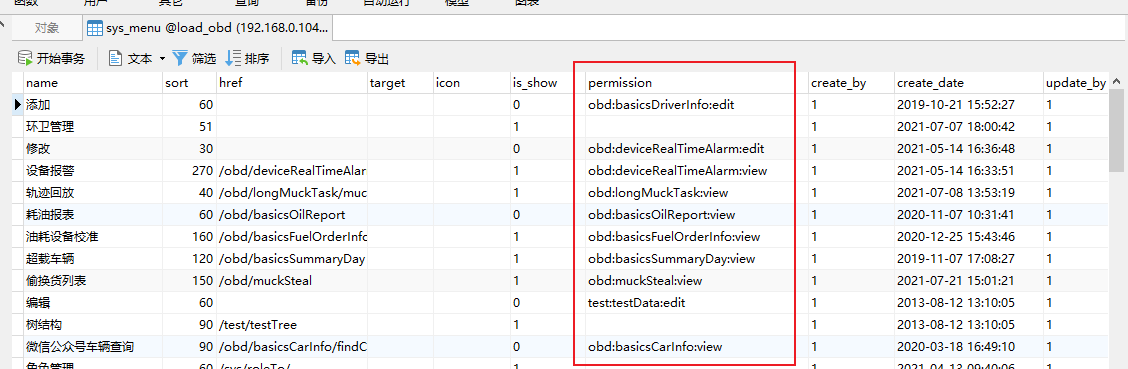 对象 sys_menu @load_obd (192.168.0.104...
开始事务 文本 筛选 排序 导入 导出
name sort href target icon is_show permission create_by create_date update_by
添加 60 0 obd:basicsDriverInfo:edit 1 2019-10-21 15:52:27 1
环卫管理 51 1 1 2021-07-07 18:00:42 1
修改 30 0 obd:deviceRealTimeAlarm:edit 1 2021-05-14 16:36:48 1
设备报警 270 /obd/deviceRealTimeAlar 1 obd:deviceRealTimeAlarm:view 1 2021-05-14 16:33:51 1
轨迹回放 40 /obd/longMuckTask/muc 1 obd:longMuckTask:view 1 2021-07-08 13:53:19 1
耗油报表 60 /obd/basicsOilReport 0 obd:basicsOilReport:view 1 2020-11-07 10:31:41 1
油耗设备校准 160 /obd/basicsFuelOrderInfo 1 obd:basicsFuelOrderInfo:view 1 2020-12-25 15:43:46 1
超载车辆 120 /obd/basicsSummaryDay 1 obd:basicsSummaryDay:view 1 2019-11-07 17:08:27 1
偷换货列表 150 /obd/muckSteal 1 obd:muckSteal:view 1 2021-07-21 15:01:21 1
编辑 60 0 test:testData:edit 1 2013-08-12 13:10:05 1
树结构 90 /test/testTree 1 1 2013-08-12 13:10:05 1
微信公众号车辆查询 90 /obd/basicsCarInfo/findC 0 obd:basicsCarInfo:view 1 2020-03-18 16:49:10 1